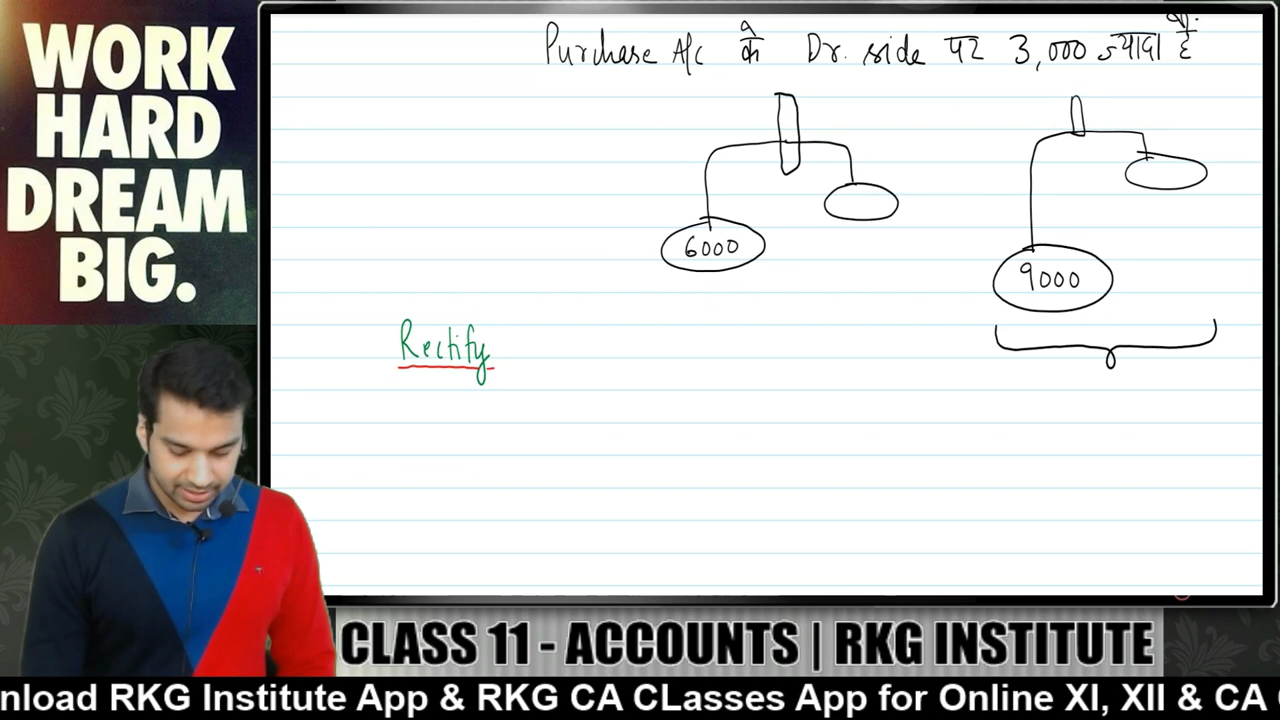 WORK
HARD
DREAM
BIG.
Purchase A/c के Dr. side पर 3,000 ज्यादा है
6000
9000
Rectify
CLASS 11 - ACCOUNTS | RKG INSTITUTE
nload RKG Institute App & RKG CA CLasses App for Online XI, XII & CA